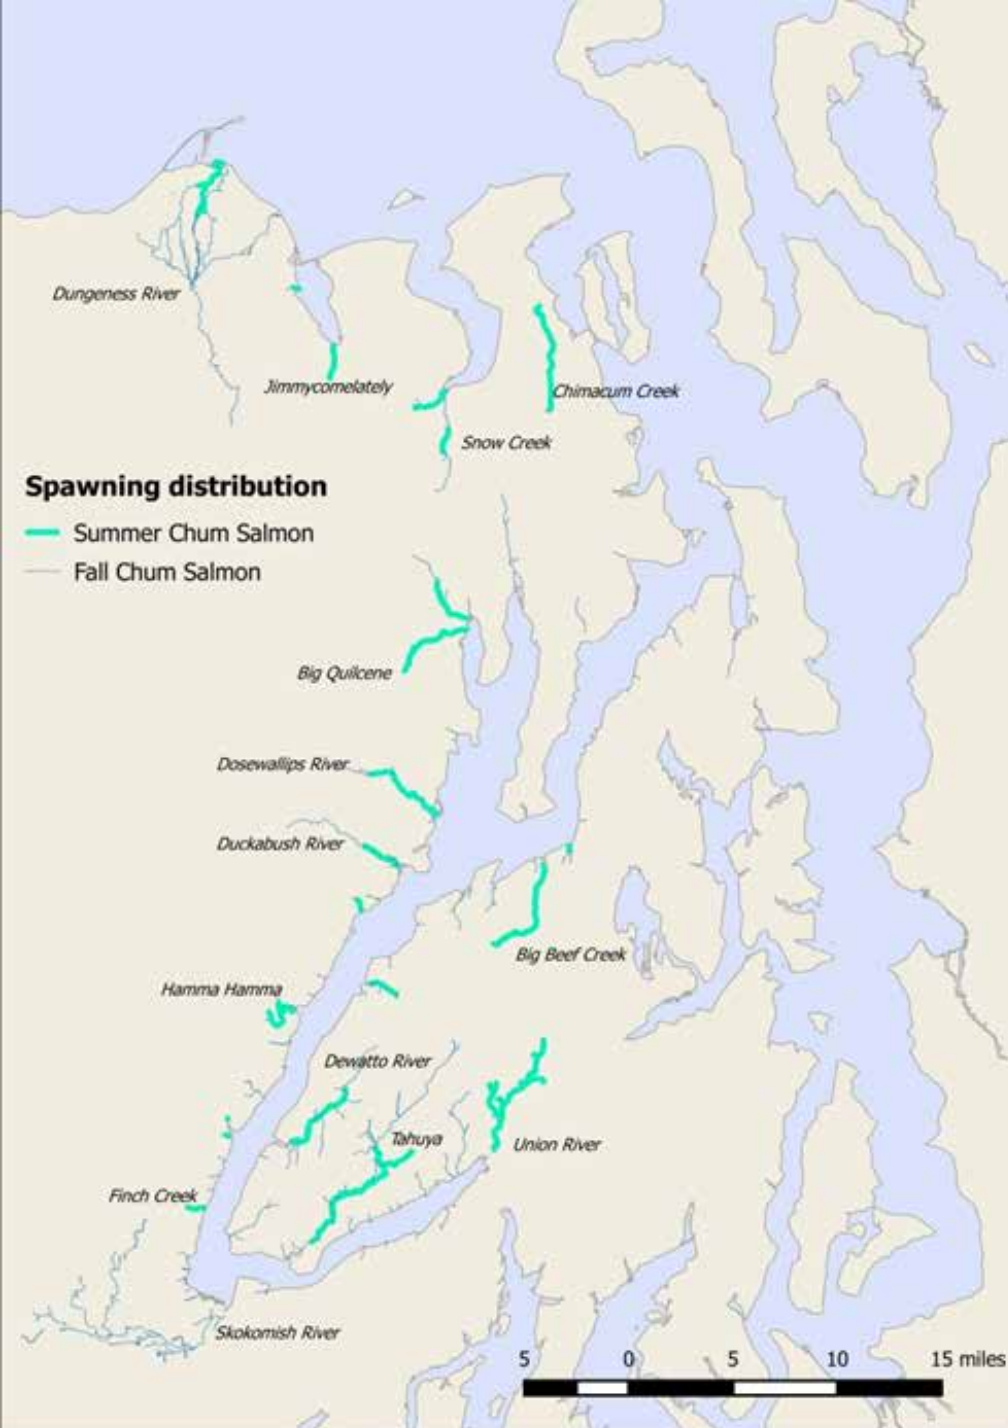 Dungeness River
Jimmycomelately
Chimacum Creek
Snow Creek
Spawning distribution
Summer Chum Salmon
Fall Chum Salmon
Big Quilcene
Dosewallips River
Duckabush River
Big Beef Creek
Hamma Hamma
Dewatto River
Tahuya
Union River
Finch Creek
Skokomish River
5 0 5 10 15 miles